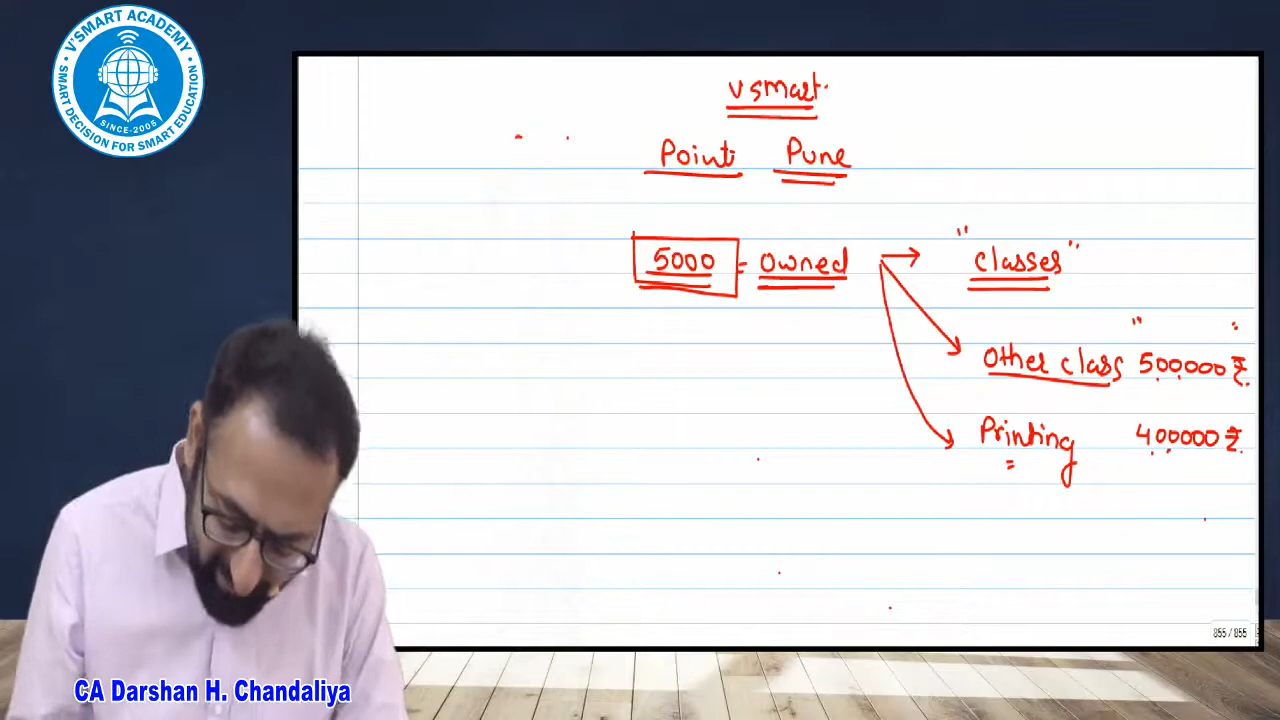 V'SMART ACADEMY
SMART DECISION FOR SMART EDUCATION
SINCE-2005
vsmart
Point Pune
5000 = owned → "classes"
Other class 500000 ₹
Printing 400000 ₹
855 / 855
CA Darshan H. Chandaliya